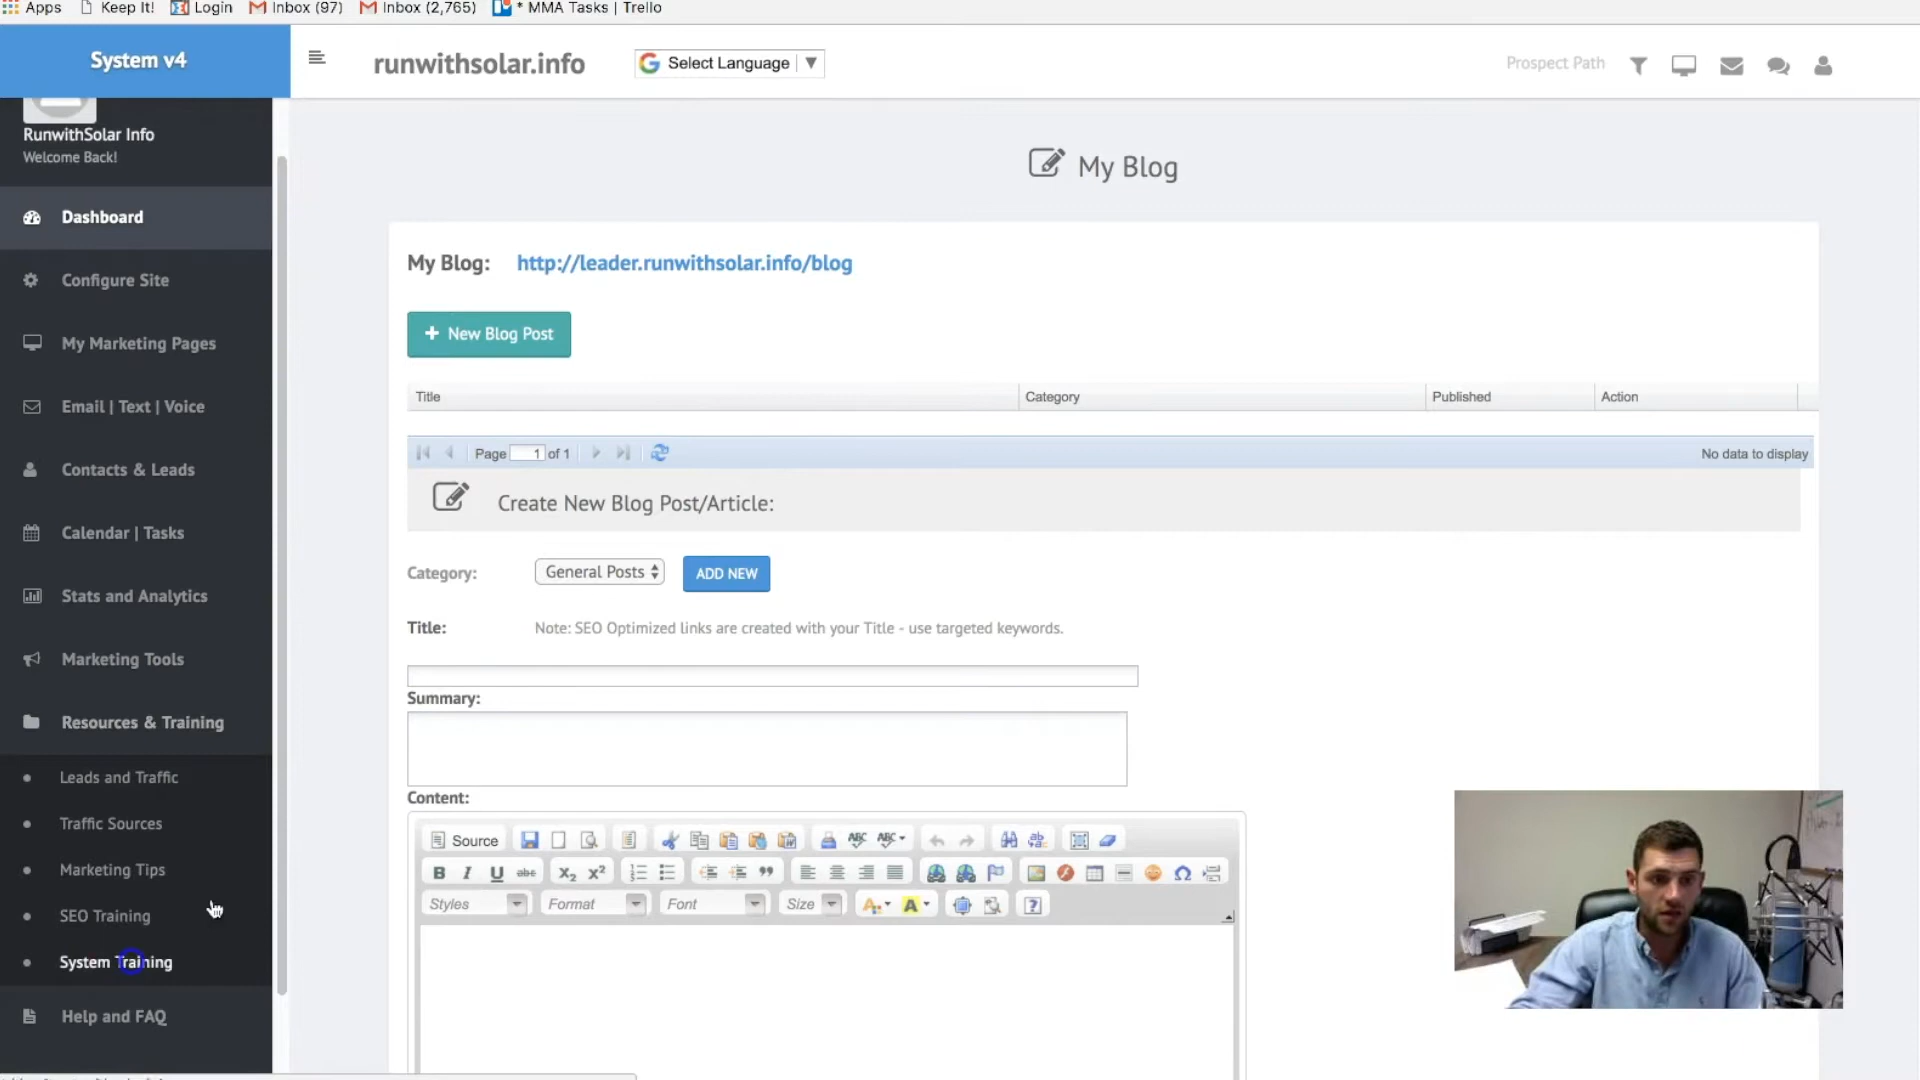 Apps Keep It! Login Inbox (97) Inbox (2,765) * MMA Tasks | Trello
System v4
runwithsolar.info
Select Language
Prospect Path
RunwithSolar Info
Welcome Back!
Dashboard
Configure Site
My Marketing Pages
Email | Text | Voice
Contacts & Leads
Calendar | Tasks
Stats and Analytics
Marketing Tools
Resources & Training
Leads and Traffic
Traffic Sources
Marketing Tips
SEO Training
System Training
Help and FAQ
My Blog
My Blog: http://leader.runwithsolar.info/blog
+ New Blog Post
Title Category Published Action
Page 1 of 1 No data to display
Create New Blog Post/Article:
Category: General Posts ADD NEW
Title: Note: SEO Optimized links are created with your Title - use targeted keywords.
Summary:
Content:
Source
Styles Format Font Size